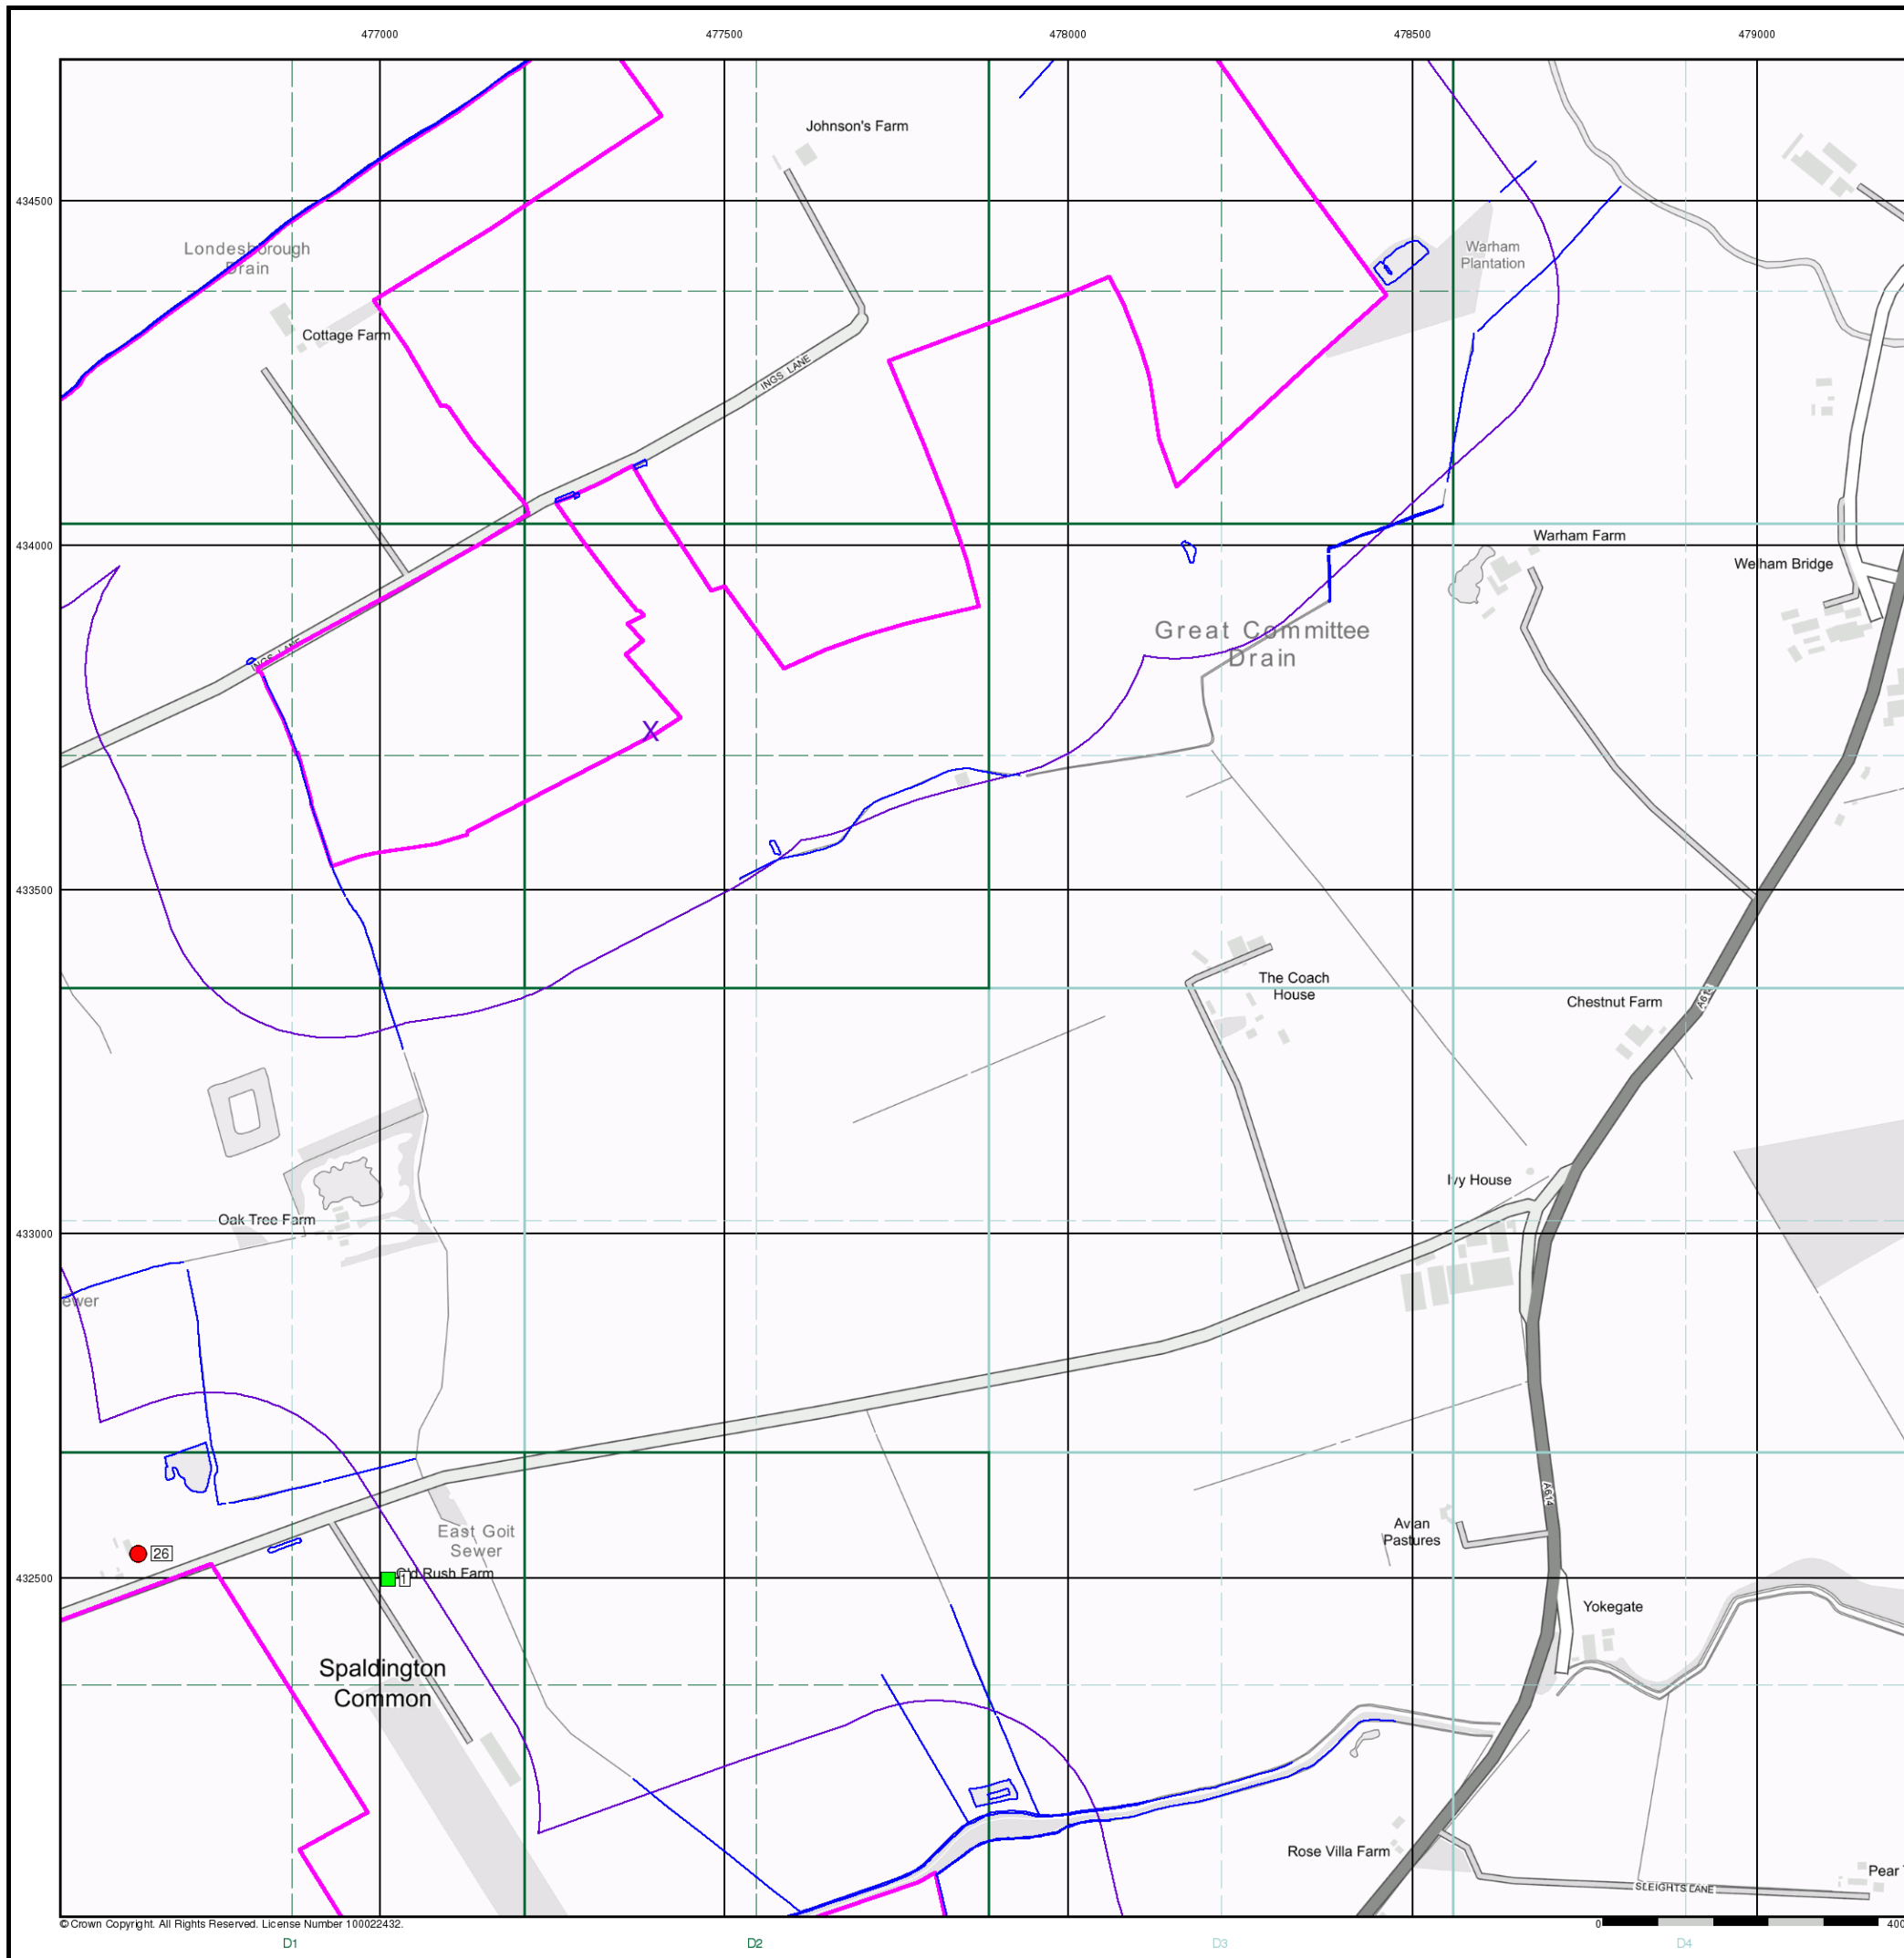 477000
477500
478000
478500
479000
Johnson's Farm
434500
Londesborough
Drain
Warham
Plantation
Cottage Farm
INGS LANE
434000
Warham Farm
Welham Bridge
Great Committee
Drain
INGS LANE
X
433500
The Coach
House
A614
Chestnut Farm
Ivy House
Oak Tree Farm
433000
ewer
A614
East Goit
Sewer
Avian
Pastures
26
432500
1
Old Rush Farm
Yokegate
Spaldington
Common
Rose Villa Farm
Pear
SLEIGHTS LANE
© Crown Copyright. All Rights Reserved. License Number 100022432.
0
400
D1
D2
D3
D4